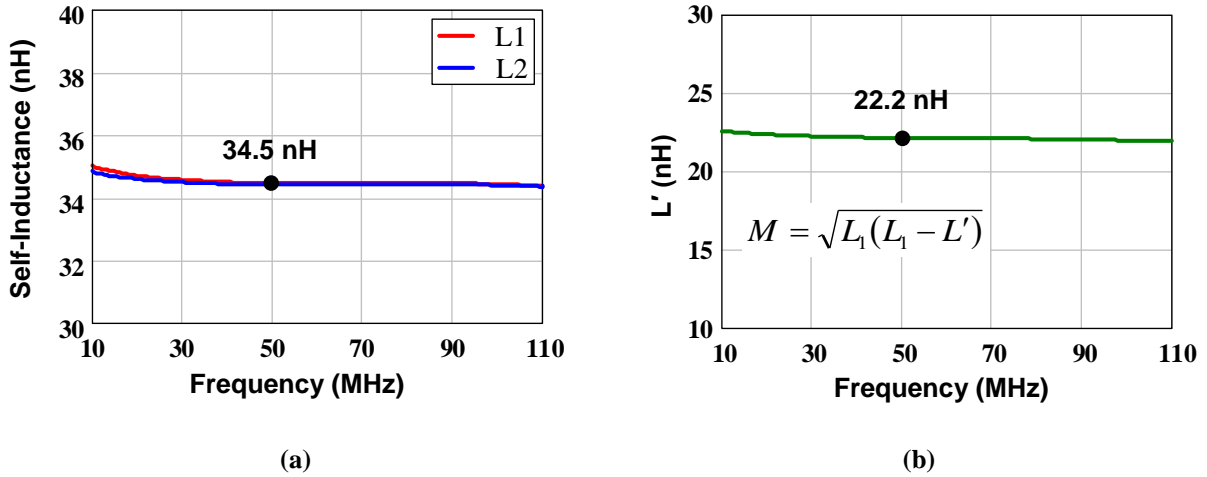 40
38
36
34
32
30
Self-Inductance (nH)
L1
L2
34.5 nH
10 30 50 70 90 110
Frequency (MHz)
(a)
30
25
20
15
10
L′ (nH)
22.2 nH
M = √L₁(L₁ − L′)
10 30 50 70 90 110
Frequency (MHz)
(b)